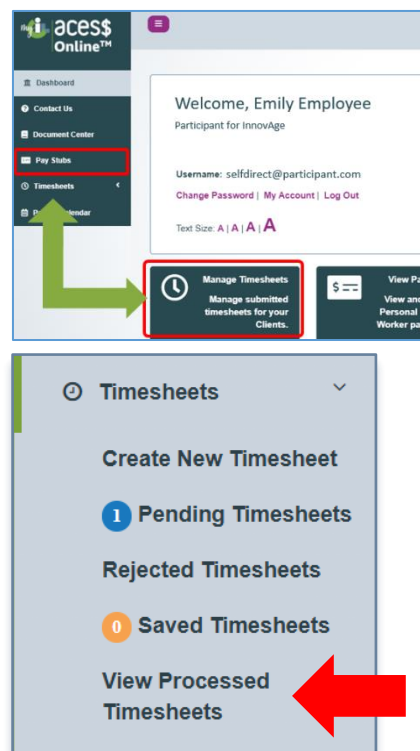 my acces$
Online™
Dashboard
Contact Us
Document Center
Pay Stubs
Timesheets
Welcome, Emily Employee
Participant for InnovAge
Username: selfdirect@participant.com
Change Password | My Account | Log Out
Text Size: A | A | A | A
Manage Timesheets
Manage submitted
timesheets for your
Clients.
View Pa
View and
Personal
Worker pa
Timesheets
Create New Timesheet
1 Pending Timesheets
Rejected Timesheets
0 Saved Timesheets
View Processed
Timesheets